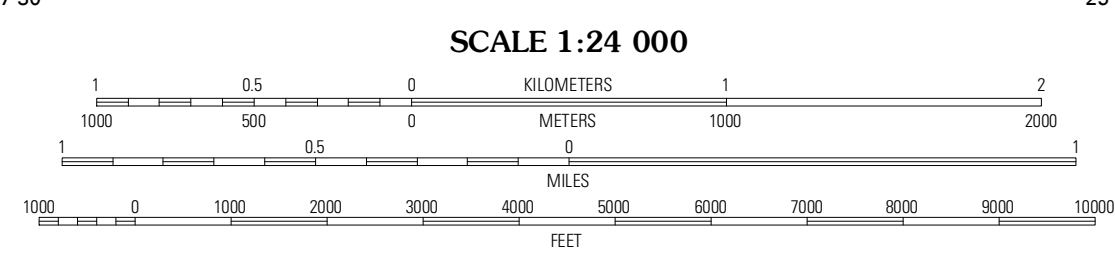 SCALE 1:24 000
1 0.5 0 KILOMETERS 1 2
1000 500 0 METERS 1000 2000
1 0.5 0 1
MILES
1000 0 1000 2000 3000 4000 5000 6000 7000 8000 9000 10000
FEET